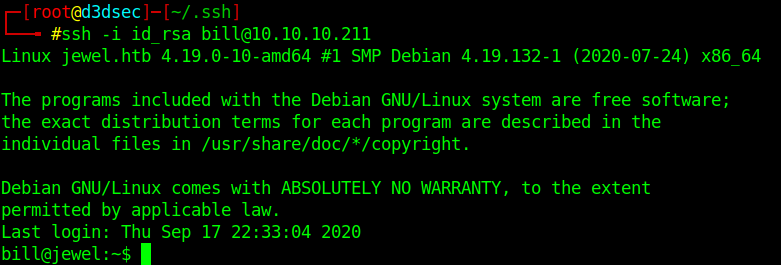 ┌─[root@d3dsec]─[~/.ssh]
└──╼ #ssh -i id_rsa bill@10.10.10.211
Linux jewel.htb 4.19.0-10-amd64 #1 SMP Debian 4.19.132-1 (2020-07-24) x86_64

The programs included with the Debian GNU/Linux system are free software;
the exact distribution terms for each program are described in the
individual files in /usr/share/doc/*/copyright.

Debian GNU/Linux comes with ABSOLUTELY NO WARRANTY, to the extent
permitted by applicable law.
Last login: Thu Sep 17 22:33:04 2020
bill@jewel:~$